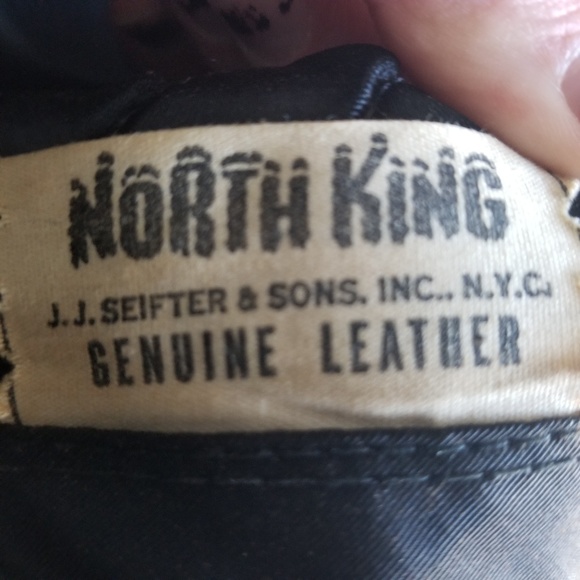 NORTH KING
J.J. SEIFTER & SONS. INC.. N.Y.C.
GENUINE LEATHER